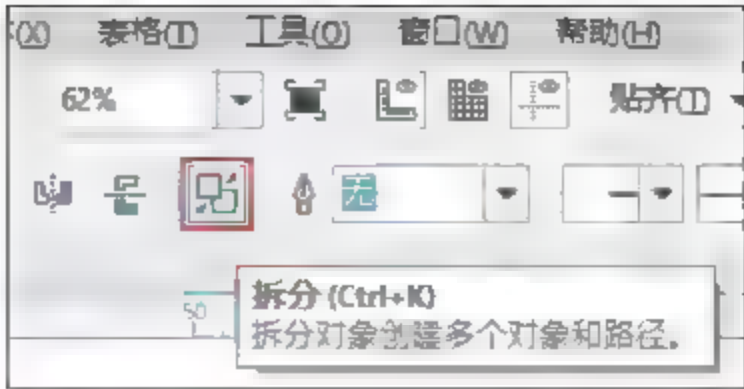 (X) 表格(T) 工具(O) 窗口(W) 帮助(H)
62% 贴齐(T)
无
50
拆分 (Ctrl+K)
拆分对象创建多个对象和路径。